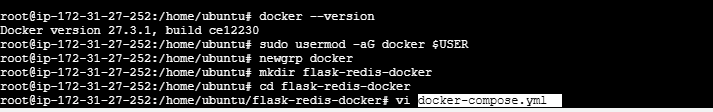 root@ip-172-31-27-252:/home/ubuntu# docker --version
Docker version 27.3.1, build ce12230
root@ip-172-31-27-252:/home/ubuntu# sudo usermod -aG docker $USER
root@ip-172-31-27-252:/home/ubuntu# newgrp docker
root@ip-172-31-27-252:/home/ubuntu# mkdir flask-redis-docker
root@ip-172-31-27-252:/home/ubuntu# cd flask-redis-docker
root@ip-172-31-27-252:/home/ubuntu/flask-redis-docker# vi docker-compose.yml